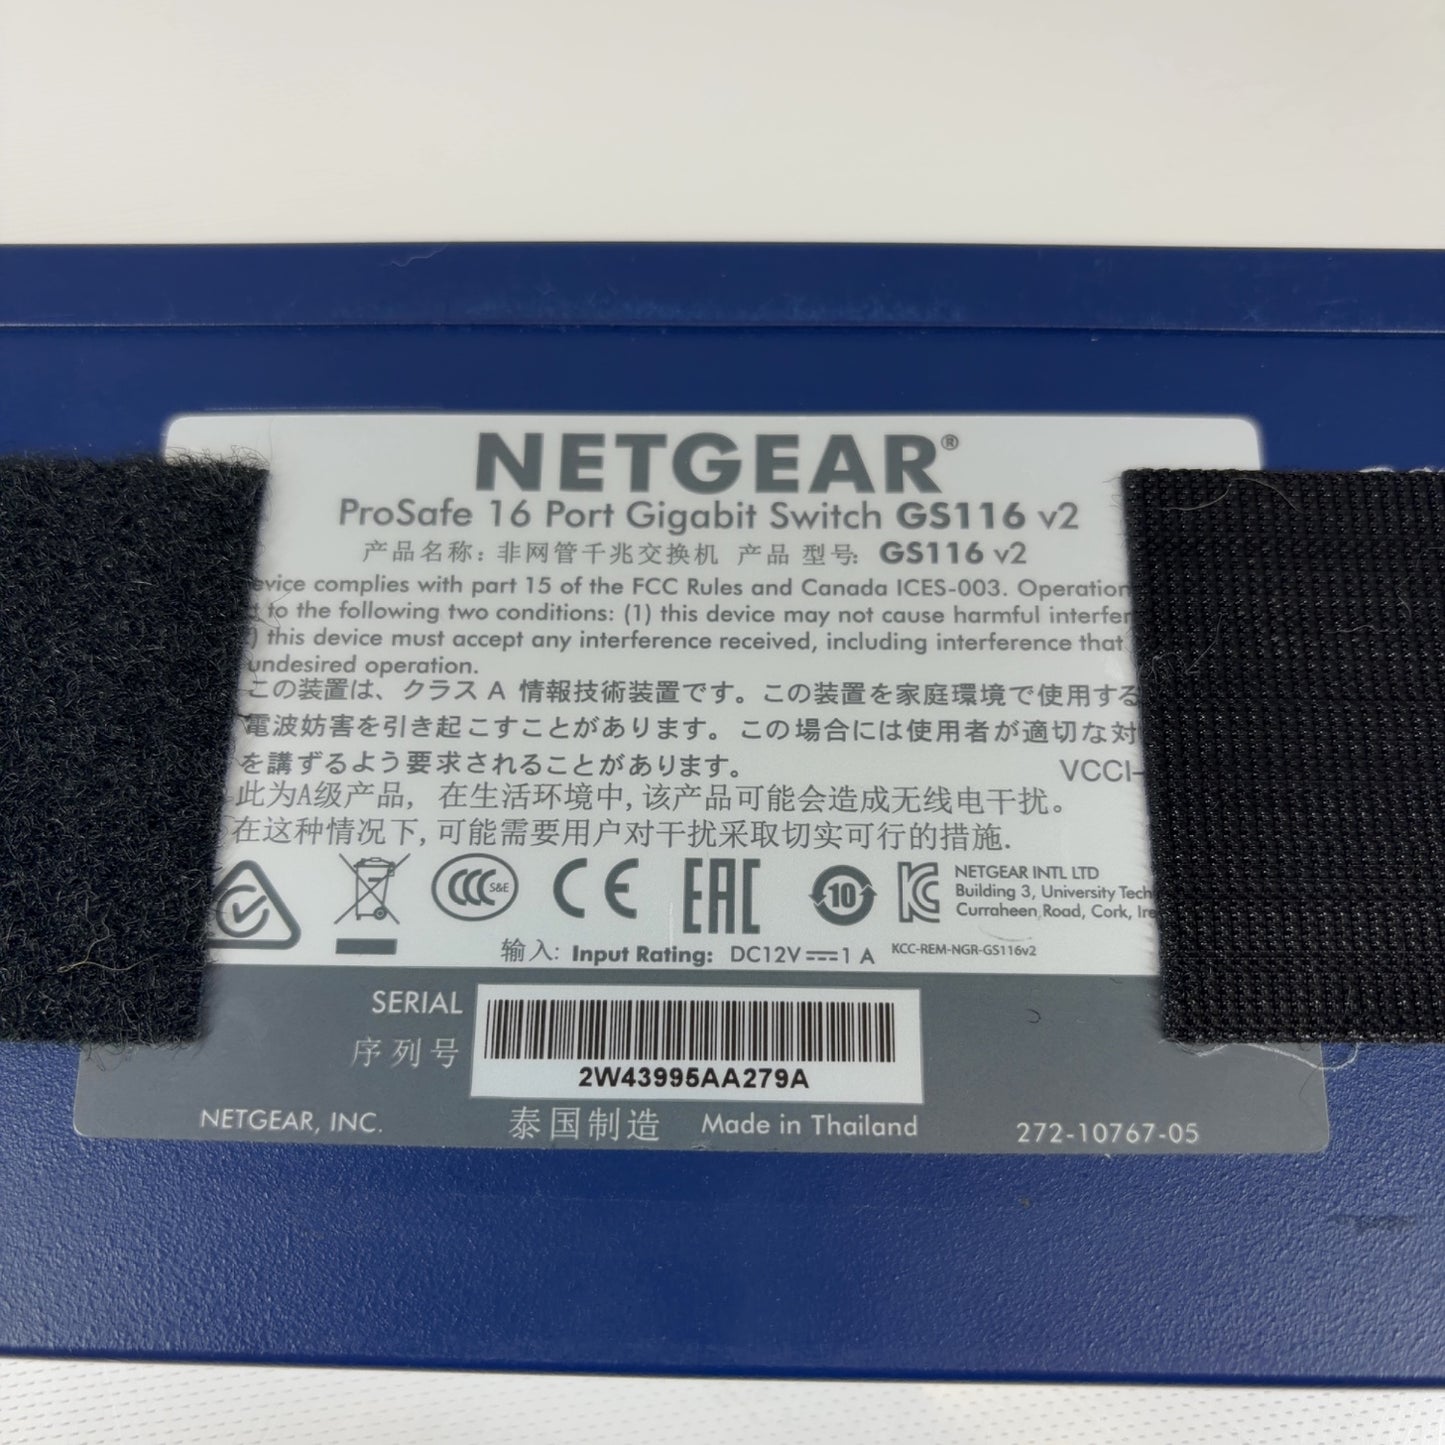 NETGEAR®
ProSafe 16 Port Gigabit Switch GS116 v2
产品名称: 非网管千兆交换机 产品 型号: GS116 v2
evice complies with part 15 of the FCC Rules and Canada ICES-003. Operation
to the following two conditions: (1) this device may not cause harmful interfer
) this device must accept any interference received, including interference that
undesired operation.
この装置は、クラス A 情報技術装置です。この装置を家庭環境で使用する
電波妨害を引き起こすことがあります。この場合には使用者が適切な対
を講ずるよう要求されることがあります。 VCCI-
此为A级产品, 在生活环境中,该产品可能会造成无线电干扰。
在这种情况下,可能需要用户对干扰采取切实可行的措施.
CCC S&E CE EAC 10 KC
NETGEAR INTL LTD
Building 3, University Tech
Curraheen Road, Cork, Ire
输入: Input Rating: DC12V⎓1 A KCC-REM-NGR-GS116v2
SERIAL
序列号
2W43995AA279A
NETGEAR, INC. 泰国制造 Made in Thailand 272-10767-05